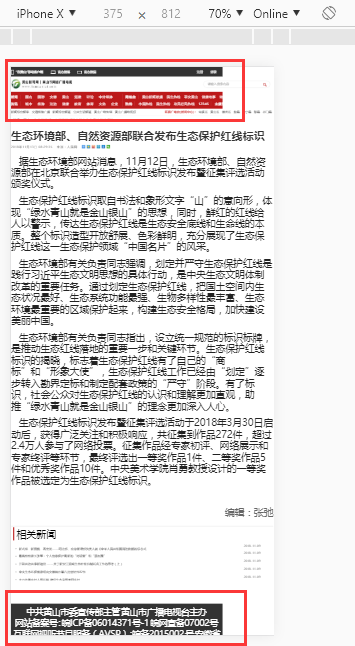 iPhone X ▼ 375 × 812 70% ▼ Online ▼
生态环境部、自然资源部联合发布生态保护红线标识
据生态环境部网站消息，11月12日，生态环境部、自然资
源部在北京联合举办生态保护红线标识发布暨征集评选活动
颁奖仪式。
生态保护红线标识取自书法和象形文字“山”的意向形，体
现“绿水青山就是金山银山”的思想，同时，鲜红的红线给
人以警示，传达生态保护红线是生态安全底线和生命线的本
质。整个标识造型开放舒展、色彩鲜明，充分展现了生态保
护红线这一生态保护领域“中国名片”的风采。
生态环境部有关负责同志强调，划定并严守生态保护红线是
践行习近平生态文明思想的具体行动，是中央生态文明体制
改革的重要任务。通过划定生态保护红线，把国土空间内生
态状况最好、生态系统功能最强、生物多样性最丰富、生态
环境最重要的区域保护起来，构建生态安全格局，加快建设
美丽中国。
生态环境部有关负责同志指出，设立统一规范的标识标牌，
是推动生态红线落地的重要一步和关键环节。生态保护红线
标识的揭晓，标志着生态保护红线有了自己的“商
标”和“形象大使”，生态保护红线工作已经由“划定”逐
步转入勘界定标和制定配套政策的“严守”阶段。有了标
识，社会公众对生态保护红线的认识和理解更加直观，助
推“绿水青山就是金山银山”的理念更加深入人心。
生态保护红线标识发布暨征集评选活动于2018年3月30日启
动后，获得广泛关注和积极响应，共征集到作品272件，超过
2.4万人参与了网络投票。征集作品经专家初评、网络展示和
专家终评等环节，最终评选出一等奖作品1件、二等奖作品5
件和优秀奖作品10件。中央美术学院肖勇教授设计的一等奖
作品被选定为生态保护红线标识。
编辑：张弛
相关新闻
中共黄山市委宣传部主管 黄山市广播电视台主办
网站备案号: 皖ICP备06014371号-1 皖网宣备07002号
互联网视听节目服务（AVSP）: 皖备2015002号 安徽省